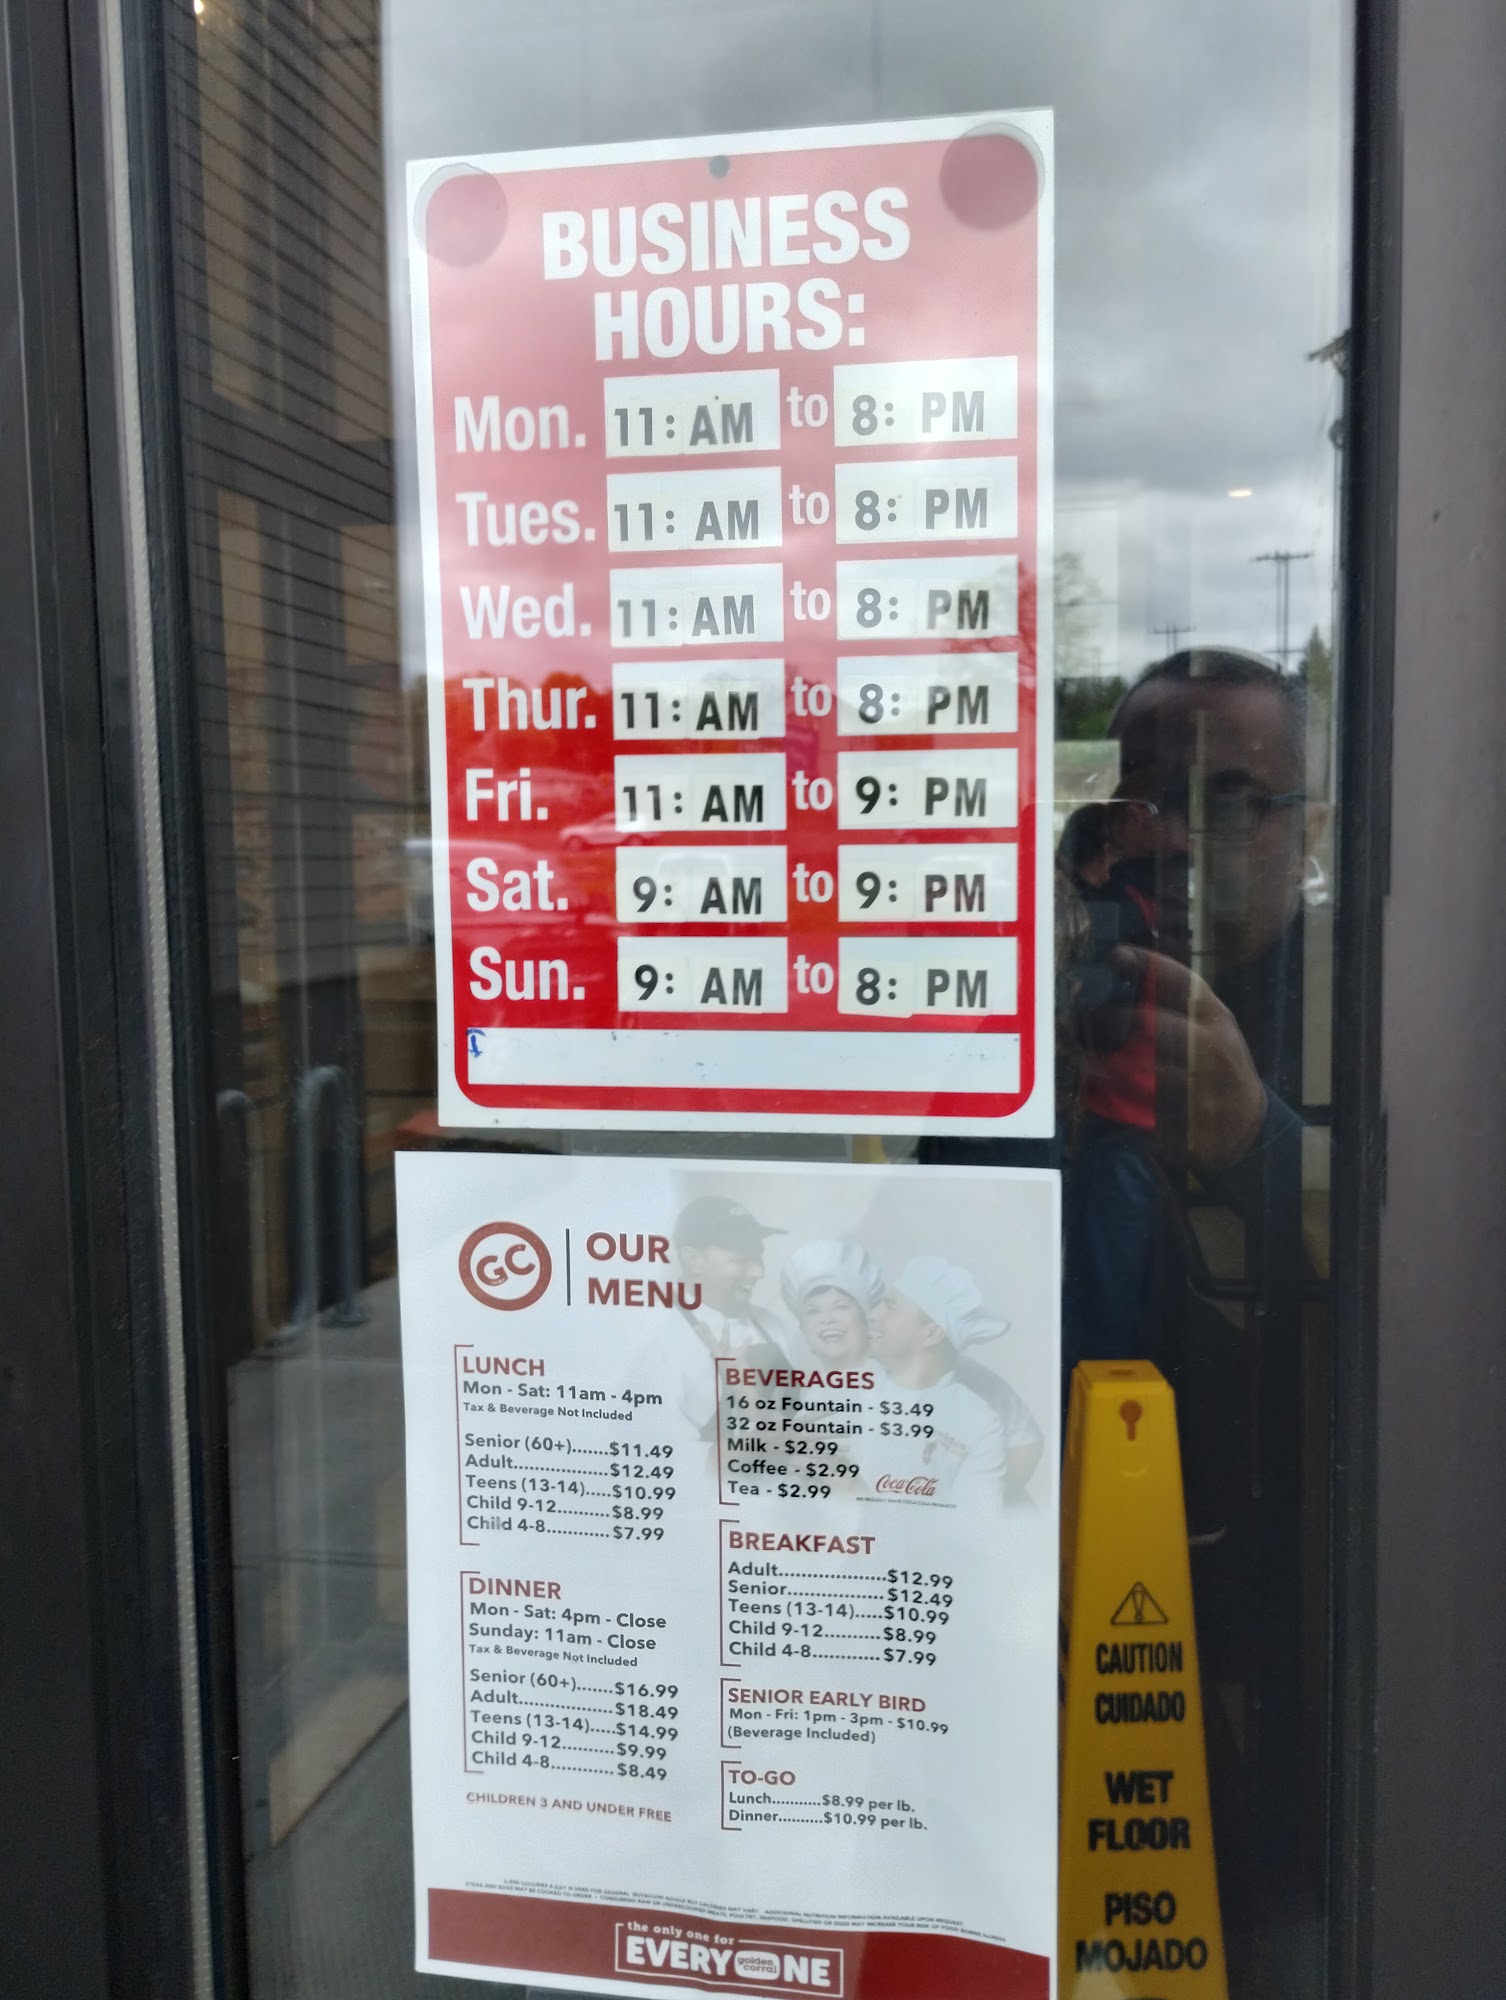 BUSINESS
HOURS:
Mon. 11: AM to 8: PM
Tues. 11: AM to 8: PM
Wed. 11: AM to 8: PM
Thur. 11: AM to 8: PM
Fri. 11: AM to 9: PM
Sat. 9: AM to 9: PM
Sun. 9: AM to 8: PM
GC
OUR
MENU
LUNCH
Mon - Sat: 11am - 4pm
Tax & Beverage Not Included
Senior (60+).......$11.49
Adult..................$12.49
Teens (13-14).....$10.99
Child 9-12..........$8.99
Child 4-8............$7.99
DINNER
Mon - Sat: 4pm - Close
Sunday: 11am - Close
Tax & Beverage Not Included
Senior (60+).......$16.99
Adult..................$18.49
Teens (13-14).....$14.99
Child 9-12..........$9.99
Child 4-8............$8.49
CHILDREN 3 AND UNDER FREE
BEVERAGES
16 oz Fountain - $3.49
32 oz Fountain - $3.99
Milk - $2.99
Coffee - $2.99
Tea - $2.99
Coca-Cola
BREAKFAST
Adult.....................$12.99
Senior..................$12.49
Teens (13-14).....$10.99
Child 9-12..........$8.99
Child 4-8............$7.99
SENIOR EARLY BIRD
Mon - Fri: 1pm - 3pm - $10.99
(Beverage Included)
TO-GO
Lunch..........$8.99 per lb.
Dinner.........$10.99 per lb.
the only one for
EVERYONE
golden
corral
CAUTION
CUIDADO
WET
FLOOR
PISO
MOJADO